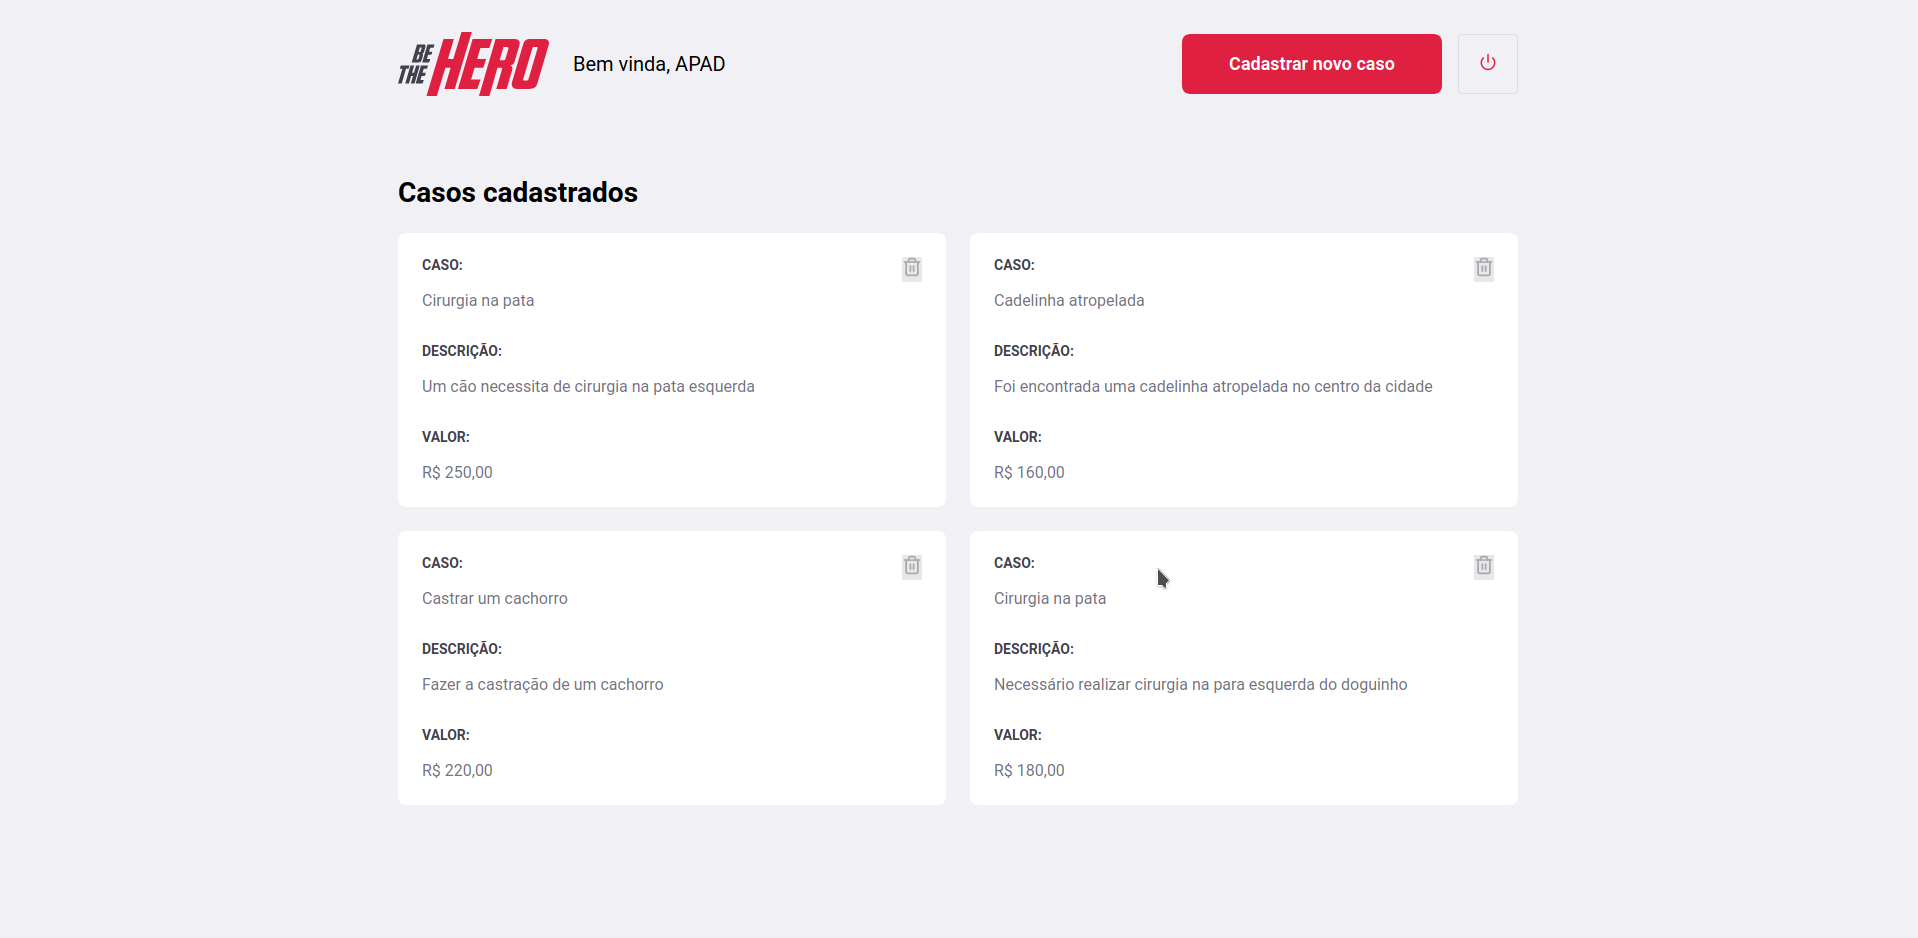 BE THE HERO
Bem vinda, APAD
Cadastrar novo caso
Casos cadastrados
CASO:
Cirurgia na pata
DESCRIÇÃO:
Um cão necessita de cirurgia na pata esquerda
VALOR:
R$ 250,00
CASO:
Cadelinha atropelada
DESCRIÇÃO:
Foi encontrada uma cadelinha atropelada no centro da cidade
VALOR:
R$ 160,00
CASO:
Castrar um cachorro
DESCRIÇÃO:
Fazer a castração de um cachorro
VALOR:
R$ 220,00
CASO:
Cirurgia na pata
DESCRIÇÃO:
Necessário realizar cirurgia na para esquerda do doguinho
VALOR:
R$ 180,00